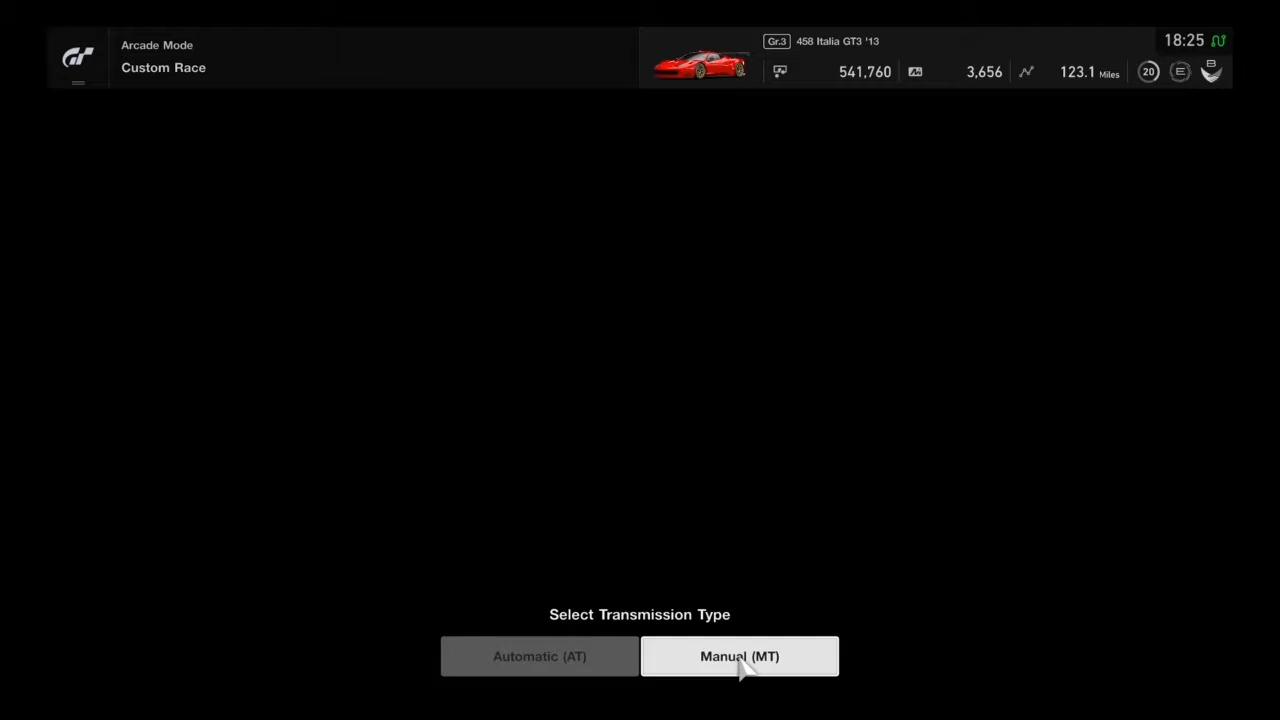 Arcade Mode
Custom Race
Gr.3 458 Italia GT3 '13
18:25
541,760 3,656 123.1 Miles 20 E B
Select Transmission Type
Automatic (AT) Manual (MT)